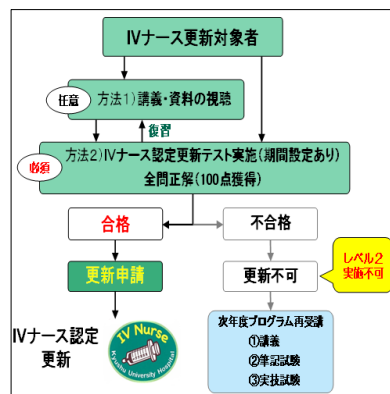 IVナース更新対象者
任意
方法1)講義・資料の視聴
復習
必須
方法2)IVナース認定更新テスト実施(期間設定あり)
全問正解(100点獲得)
合格
不合格
更新申請
更新不可
レベル2
実施不可
IVナース認定
更新
IV Nurse
Kyushu University Hospital
次年度プログラム再受講
①講義
②筆記試験
③実技試験